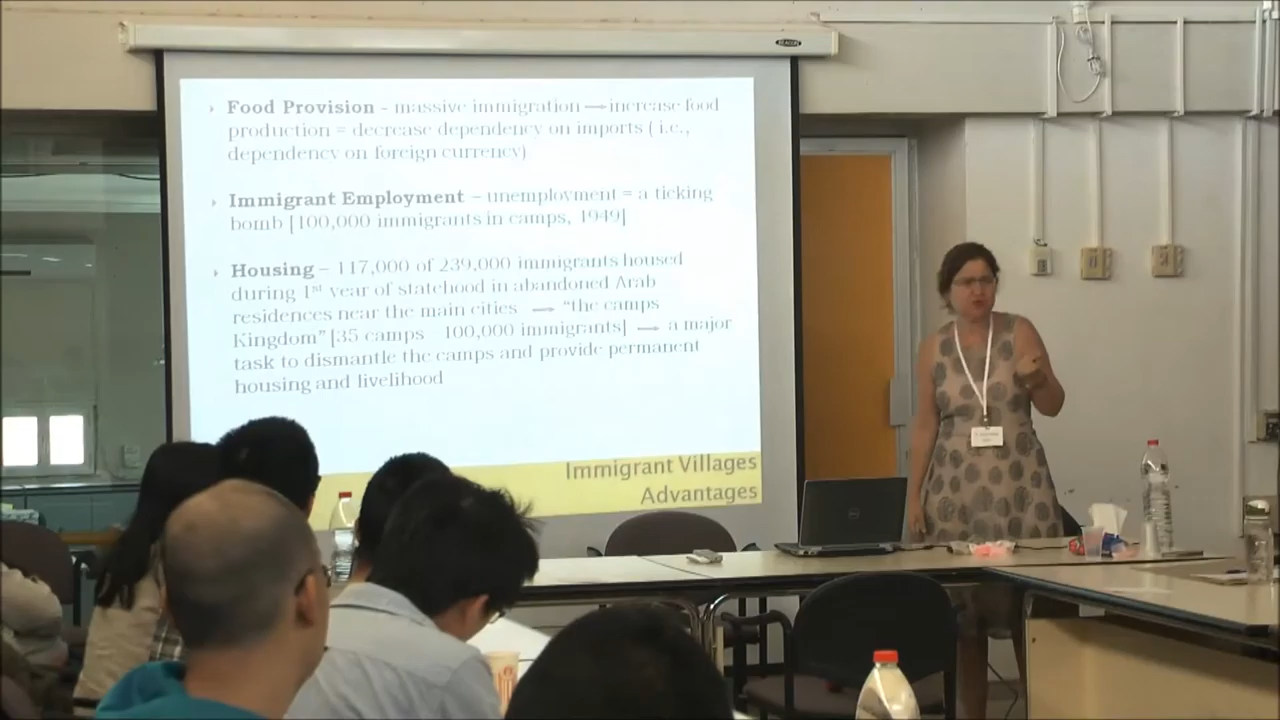 BEACON
Food Provision – massive immigration → increase food
production = decrease dependency on imports ( i.e.,
dependency on foreign currency)
Immigrant Employment – unemployment = a ticking
bomb [100,000 immigrants in camps, 1949]
Housing – 117,000 of 239,000 immigrants housed
during 1st year of statehood in abandoned Arab
residences near the main cities → “the camps
Kingdom” [35 camps – 100,000 immigrants] → a major
task to dismantle the camps and provide permanent
housing and livelihood
Immigrant Villages
Advantages
DELL